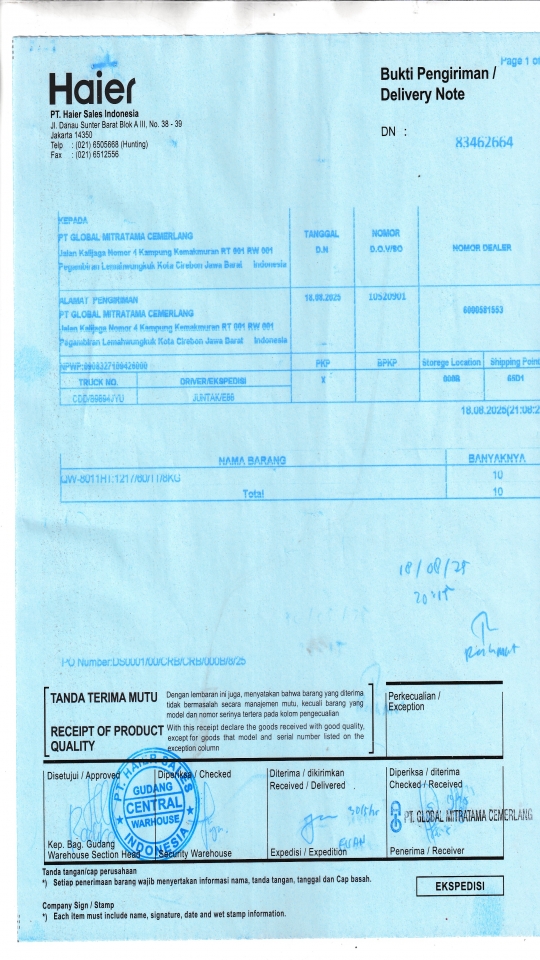 Page 1 of
Haier
PT. Haier Sales Indonesia
Jl. Danau Sunter Barat Blok A III, No. 38 - 39
Jakarta 14350
Telp : (021) 6505668 (Hunting)
Fax : (021) 6512556
Bukti Pengiriman /
Delivery Note
DN :
83462664
KEPADA
PT GLOBAL MITRATAMA CEMERLANG
Jalan Kalijaga Nomor 4 Kampung Kemakmuran RT 001 RW 001
Pegambiran Lemahwungkuk Kota Cirebon Jawa Barat Indonesia
TANGGAL
D.N
NOMOR
D.O.Y/SO
NOMOR DEALER
ALAMAT PENGIRIMAN
PT GLOBAL MITRATAMA CEMERLANG
Jalan Kalijaga Nomor 4 Kampung Kemakmuran RT 001 RW 001
Pegambiran Lemahwungkuk Kota Cirebon Jawa Barat Indonesia
18.08.2025
10520901
PKP
BPKP
Storege Location
Shipping Point
TRUCK NO.
DRIVER/EKSPEDISI
X
18.08.2025(21:08:2
NAMA BARANG
BANYAKNYA
10
Total
10
18/08/25
PO Number:DS0001/00/CRB/CRB/000B/8/25
TANDA TERIMA MUTU
Dengan lembaran ini juga, menyatakan bahwa barang yang diterima
tidak bermasalah secara manajemen mutu, kecuali barang yang
model dan nomor serinya tertera pada kolom pengecualian
RECEIPT OF PRODUCT
QUALITY
With this receipt declare the goods received with good quality,
except for goods that model and serial number listed on the
exception column
Perkecualian /
Exception
Disetujui / Approved
Diperiksa / Checked
Diterima / dikirimkan
Received / Delivered
Diperiksa / diterima
Checked / Received
PT. HAIER SALES
GUDANG
CENTRAL
WAREHOUSE
INDONESIA
PT. GLOBAL MITRATAMA CEMERLANG
Kep. Bag. Gudang
Warehouse Section Head
Security Warehouse
Expedisi / Expedition
Penerima / Receiver
Tanda tangan/cap perusahaan
*) Setiap penerimaan barang wajib menyertakan informasi nama, tanda tangan, tanggal dan Cap basah.
EKSPEDISI
Company Sign / Stamp
*) Each item must include name, signature, date and wet stamp information.